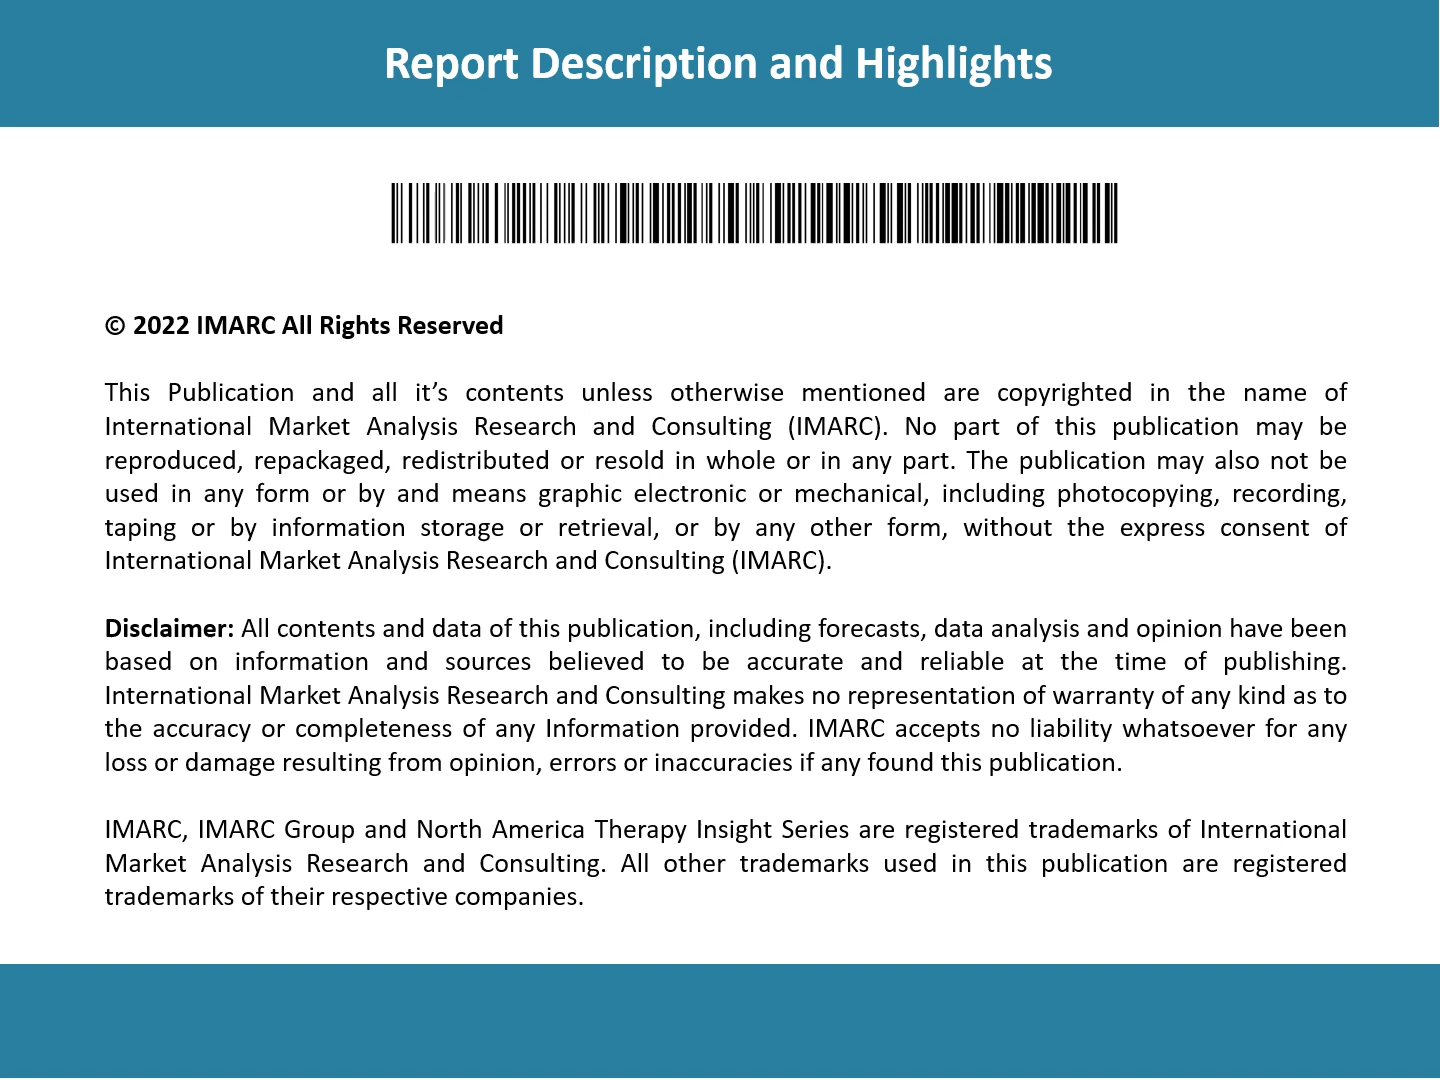 Report Description and Highlights
© 2022 IMARC All Rights Reserved
This Publication and all it’s contents unless otherwise mentioned are copyrighted in the name of
International Market Analysis Research and Consulting (IMARC). No part of this publication may be
reproduced, repackaged, redistributed or resold in whole or in any part. The publication may also not be
used in any form or by and means graphic electronic or mechanical, including photocopying, recording,
taping or by information storage or retrieval, or by any other form, without the express consent of
International Market Analysis Research and Consulting (IMARC).
Disclaimer: All contents and data of this publication, including forecasts, data analysis and opinion have been
based on information and sources believed to be accurate and reliable at the time of publishing.
International Market Analysis Research and Consulting makes no representation of warranty of any kind as to
the accuracy or completeness of any Information provided. IMARC accepts no liability whatsoever for any
loss or damage resulting from opinion, errors or inaccuracies if any found this publication.
IMARC, IMARC Group and North America Therapy Insight Series are registered trademarks of International
Market Analysis Research and Consulting. All other trademarks used in this publication are registered
trademarks of their respective companies.